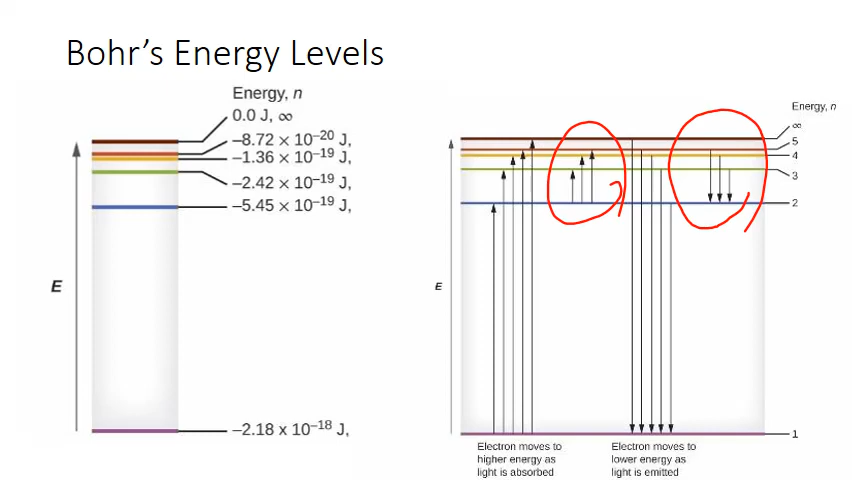 Bohr's Energy Levels
Energy, n
0.0 J, ∞
−8.72 × 10⁻²⁰ J,
−1.36 × 10⁻¹⁹ J,
−2.42 × 10⁻¹⁹ J,
−5.45 × 10⁻¹⁹ J,
E
−2.18 x 10⁻¹⁸ J,
Energy, n
∞
5
4
3
2
E
1
Electron moves to
higher energy as
light is absorbed
Electron moves to
lower energy as
light is emitted